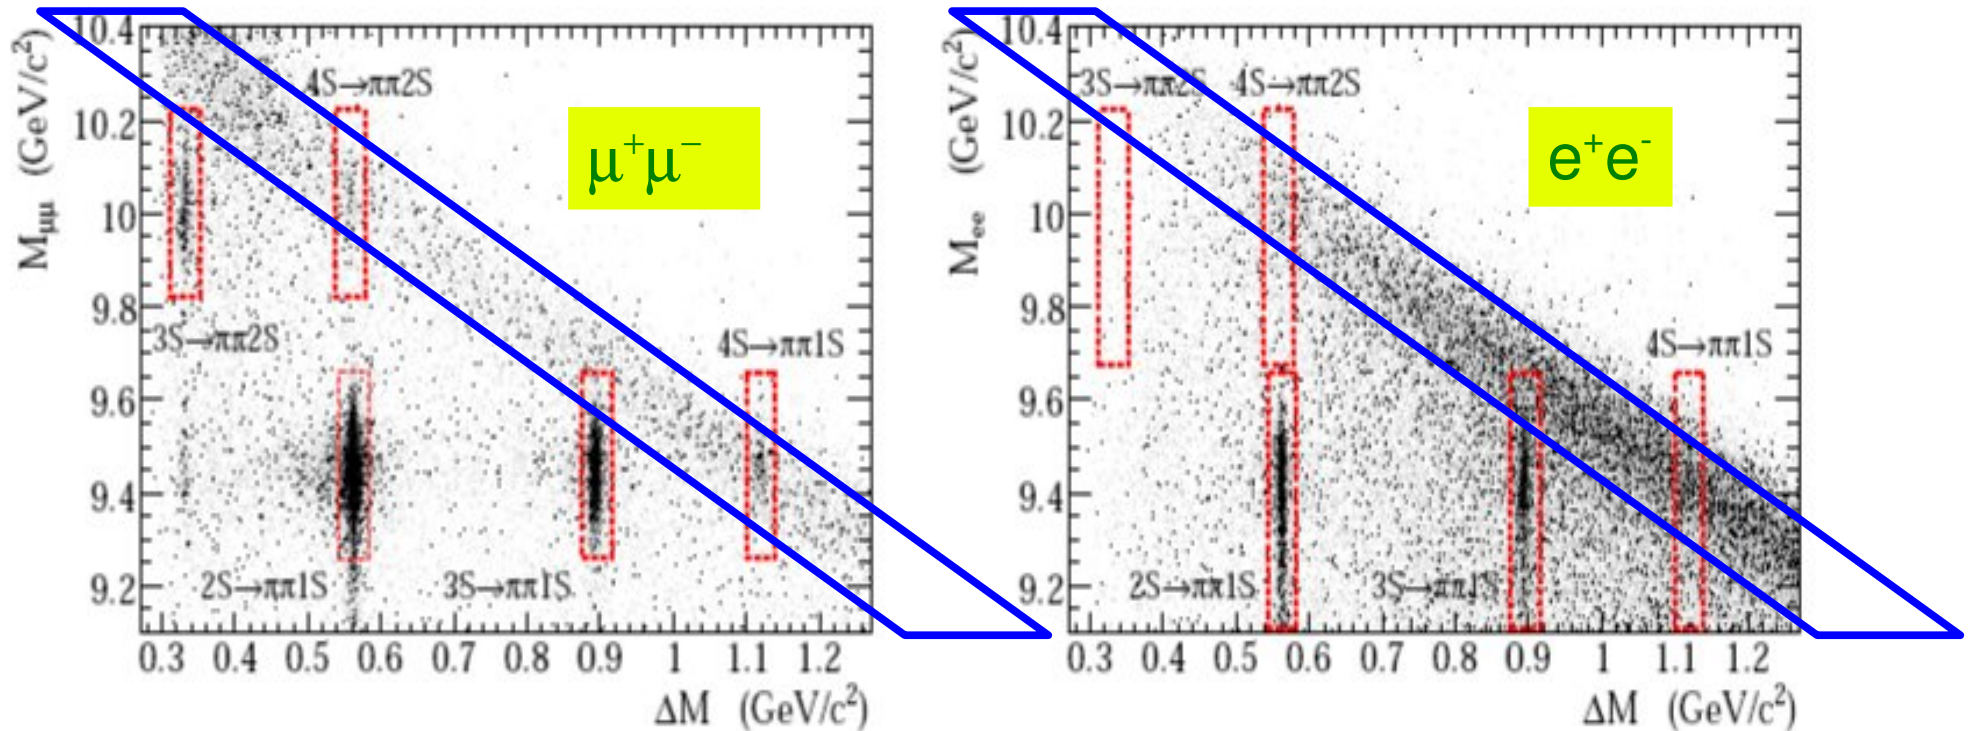 10.4
10.2
10
9.8
9.6
9.4
9.2
M_μμ (GeV/c²)
4S→ππ2S
μ⁺μ⁻
3S→ππ2S
4S→ππ1S
2S→ππ1S
3S→ππ1S
0.3 0.4 0.5 0.6 0.7 0.8 0.9 1 1.1 1.2
ΔM (GeV/c²)
10.4
10.2
10
9.8
9.6
9.4
9.2
M_ee (GeV/c²)
3S→ππ2S 4S→ππ2S
e⁺e⁻
4S→ππ1S
2S→ππ1S
3S→ππ1S
0.3 0.4 0.5 0.6 0.7 0.8 0.9 1 1.1 1.2
ΔM (GeV/c²)